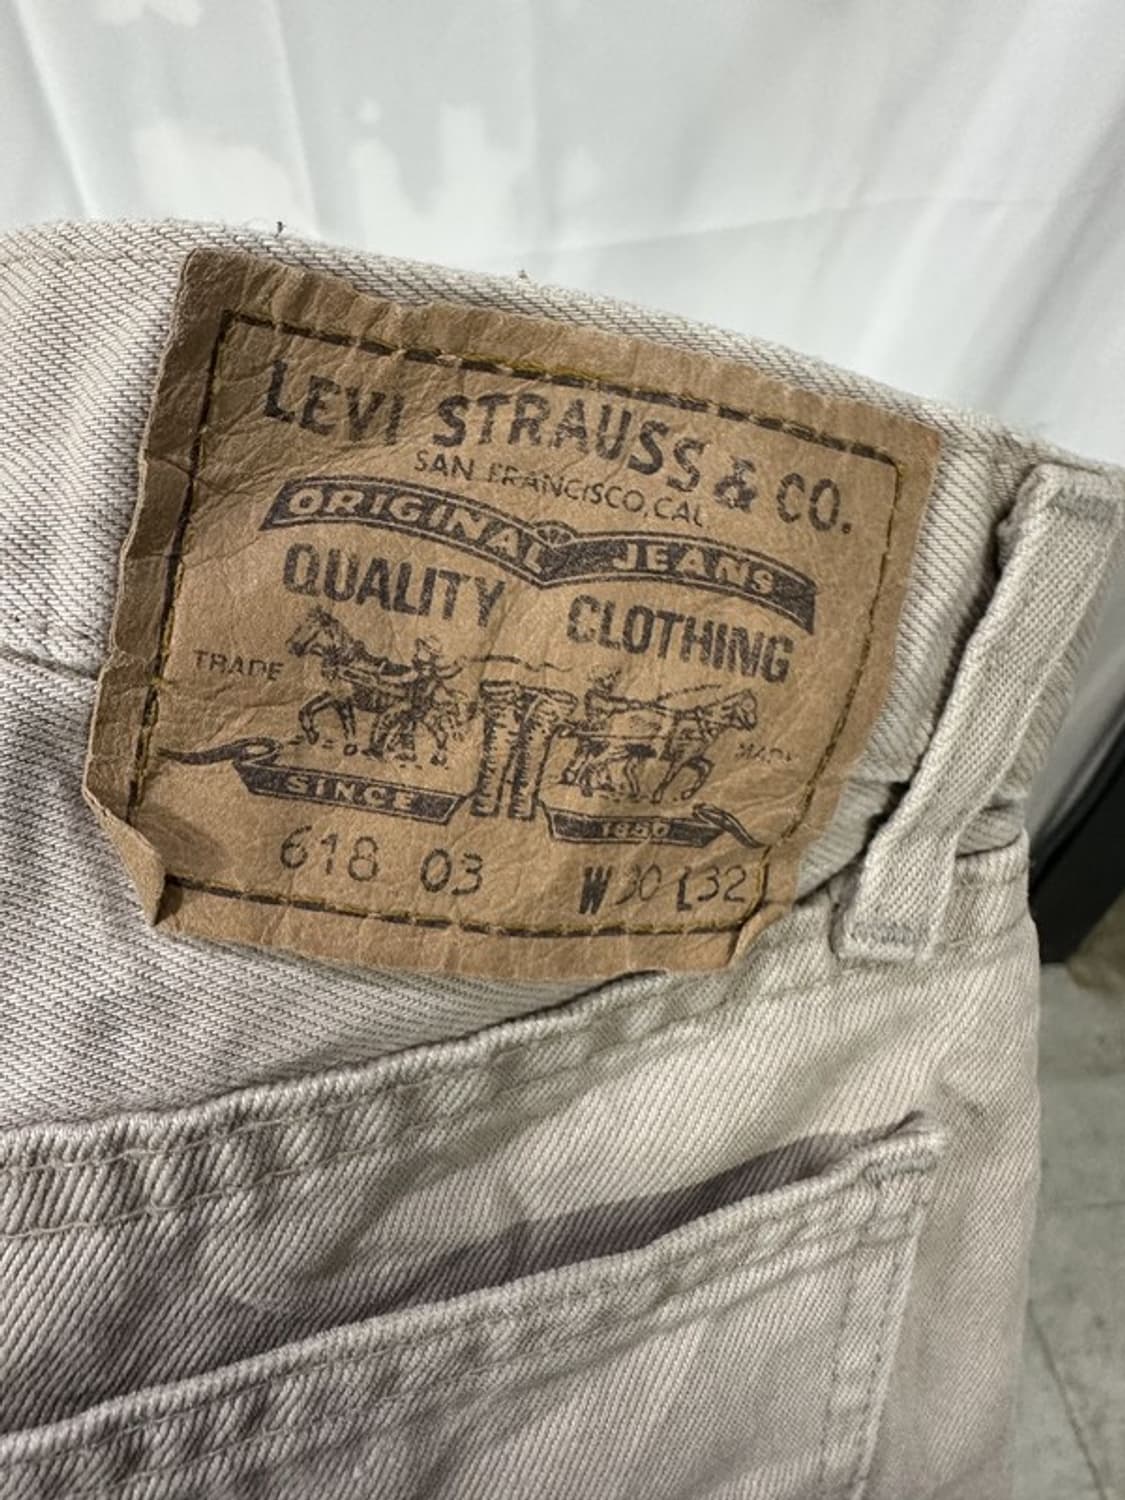 LEVI STRAUSS & CO.
SAN FRANCISCO, CAL
ORIGINAL JEANS
QUALITY CLOTHING
TRADE MARK
SINCE 1850
618 03 W30 L32